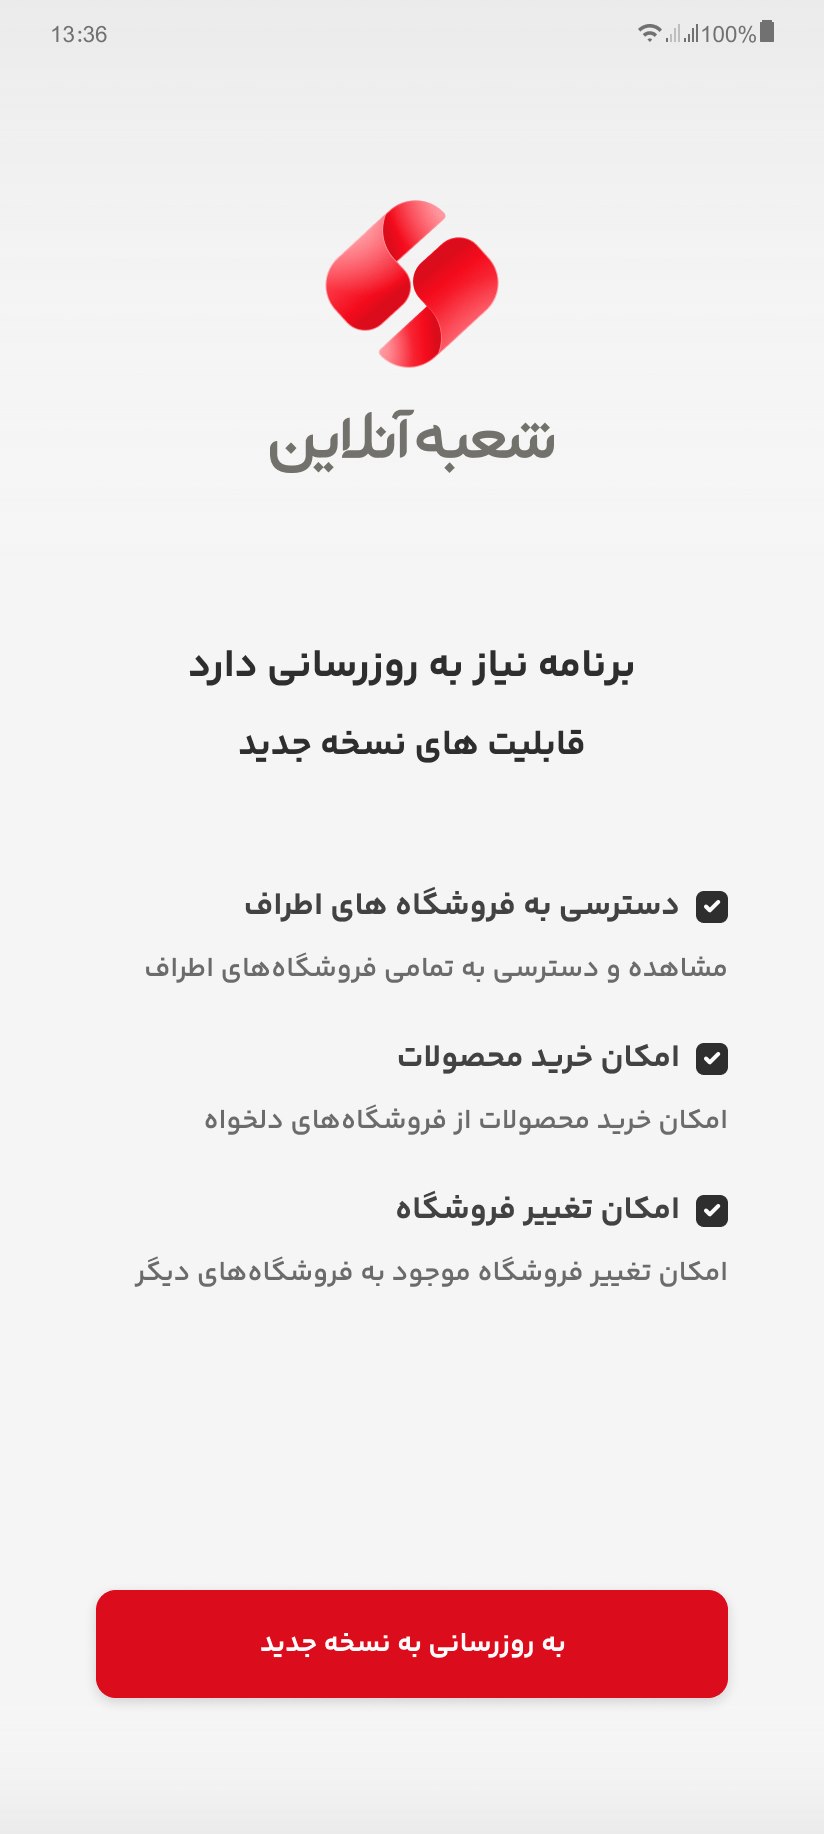 13:36
100%
شعبه آنلاین
برنامه نیاز به روزرسانی دارد
قابلیت های نسخه جدید
دسترسی به فروشگاه های اطراف
مشاهده و دسترسی به تمامی فروشگاه‌های اطراف
امکان خرید محصولات
امکان خرید محصولات از فروشگاه‌های دلخواه
امکان تغییر فروشگاه
امکان تغییر فروشگاه موجود به فروشگاه‌های دیگر
به روزرسانی به نسخه جدید